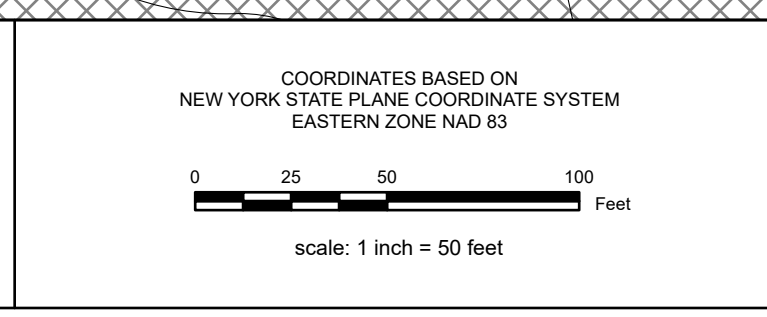 COORDINATES BASED ON
NEW YORK STATE PLANE COORDINATE SYSTEM
EASTERN ZONE NAD 83
0 25 50 100
Feet
scale: 1 inch = 50 feet